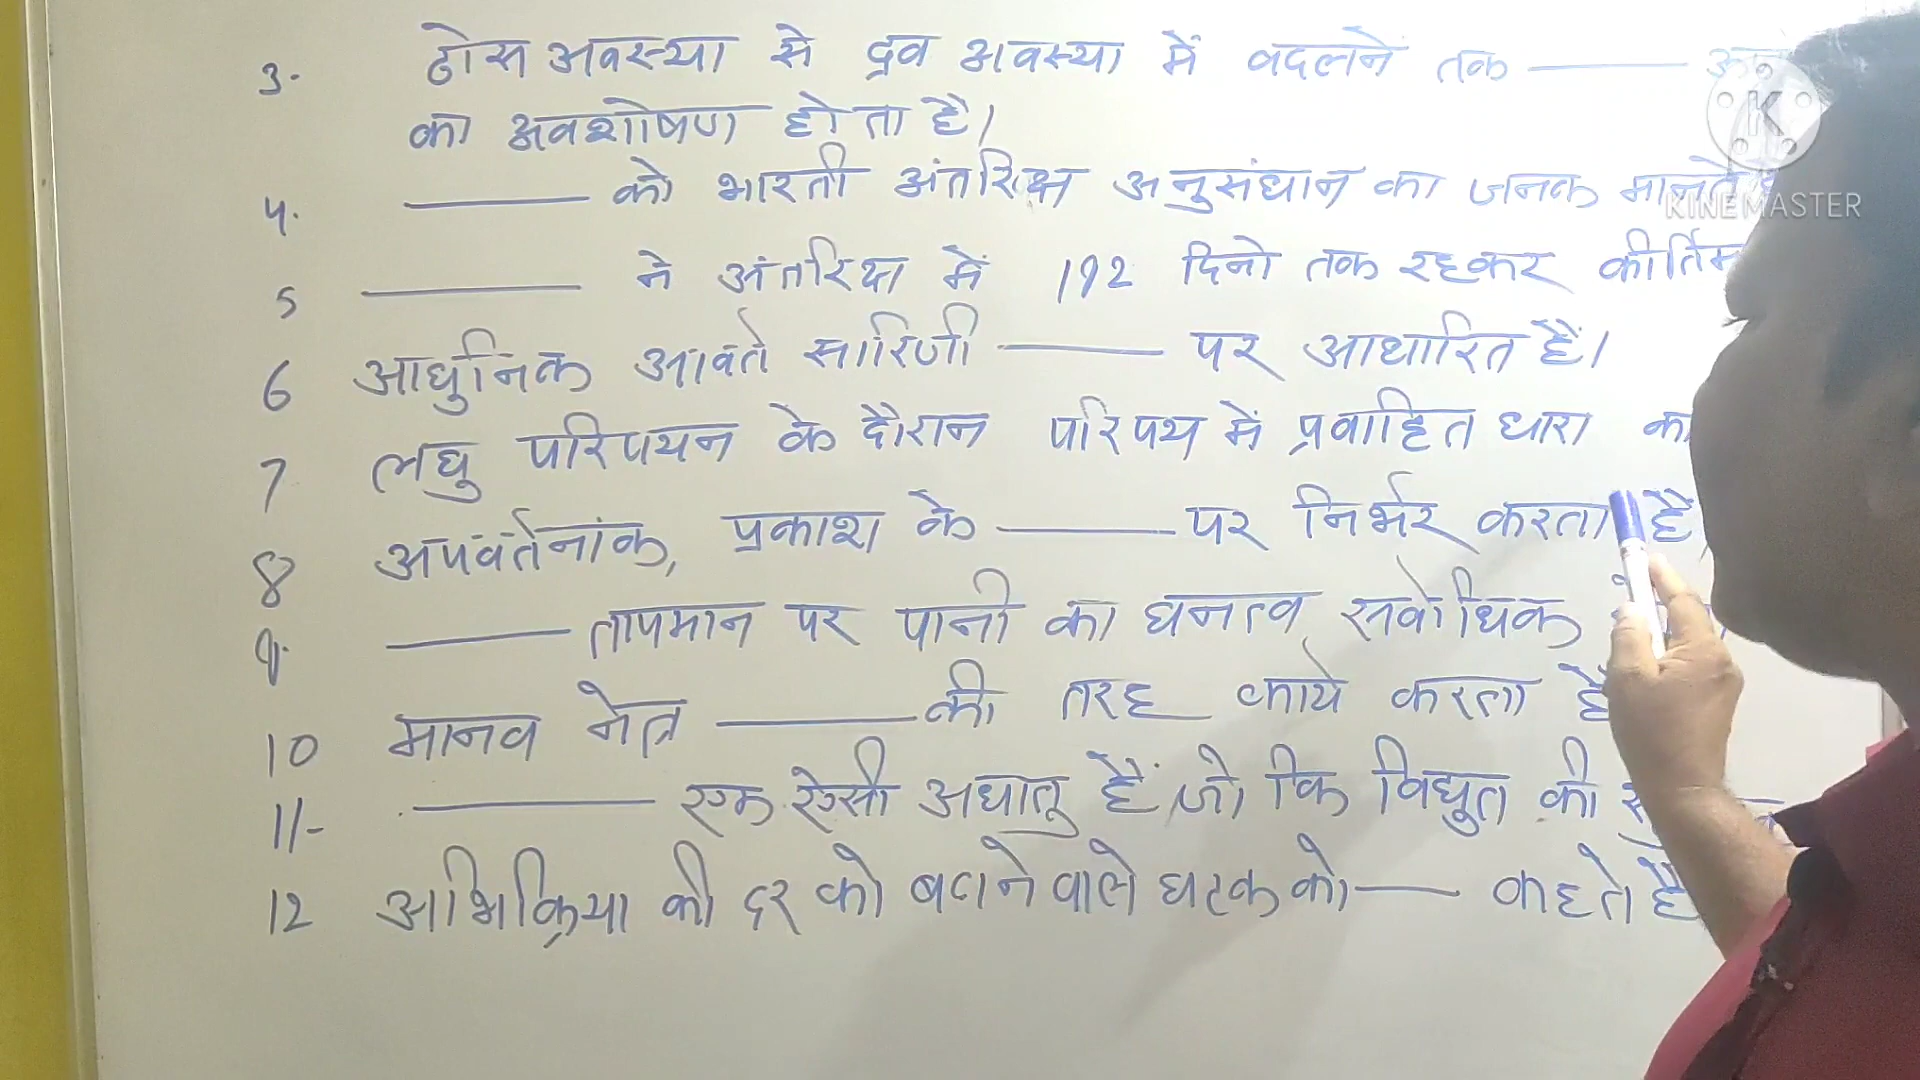 3. ठोस अवस्था से द्रव अवस्था में बदलने तक ———
का अवशोषण होता है।
4. ——— को भारती अंतरिक्ष अनुसंधान का जनक मानते
5 ——— ने अंतरिक्ष में 192 दिनो तक रहकर
6 आधुनिक आवर्त सारिणी ——— पर आधारित हैं।
7 लघु परिपथन के दौरान परिपथ में प्रवाहित धारा का
8 अपवर्तनांक, प्रकाश के ——— पर निर्भर करता हैं
9. ——— तापमान पर पानी का घनत्व सर्वाधिक
10 मानव नेत्र ——— की तरह कार्य करता है
11- ——— एक ऐसी अधातु हैं जो कि विद्युत की
12 अभिक्रिया की दर को बढाने वाले घटक को ——— कहते है
K
KINEMASTER